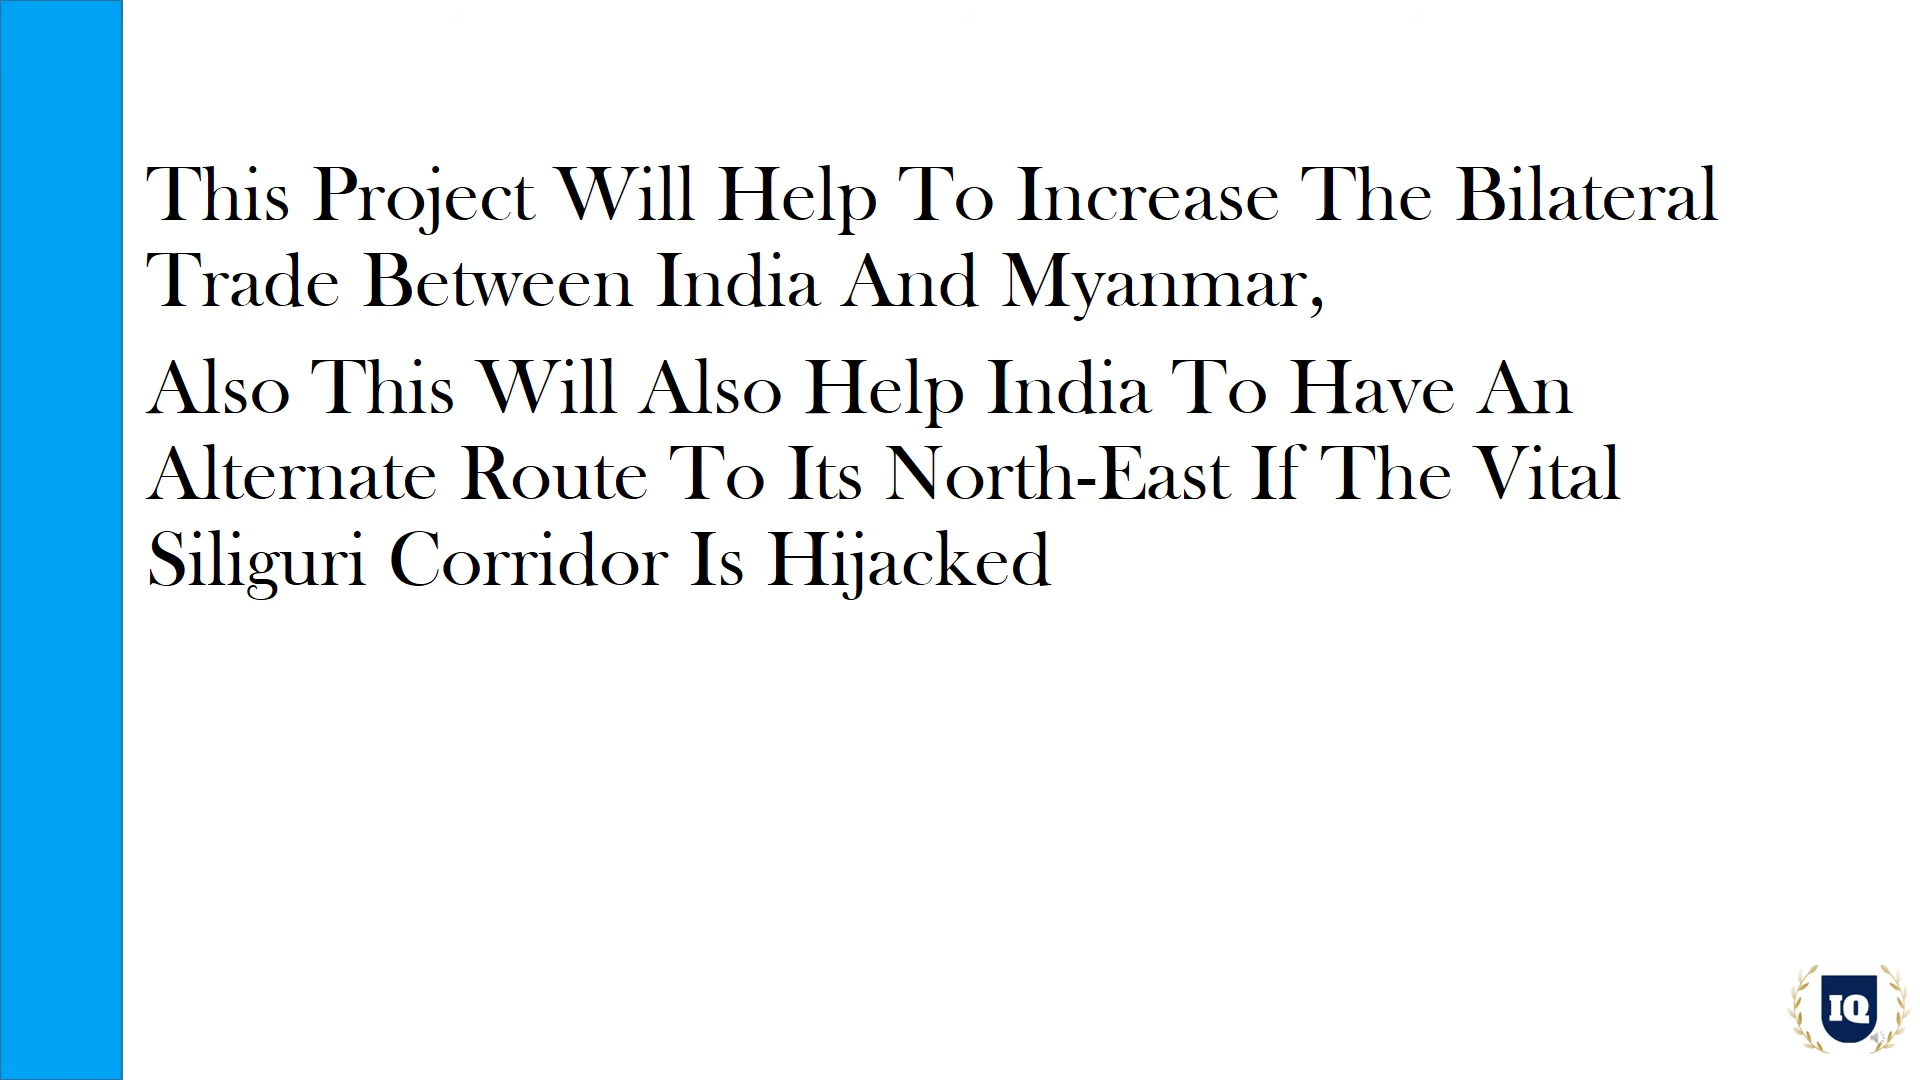 This Project Will Help To Increase The Bilateral
Trade Between India And Myanmar,
Also This Will Also Help India To Have An
Alternate Route To Its North-East If The Vital
Siliguri Corridor Is Hijacked
IQ